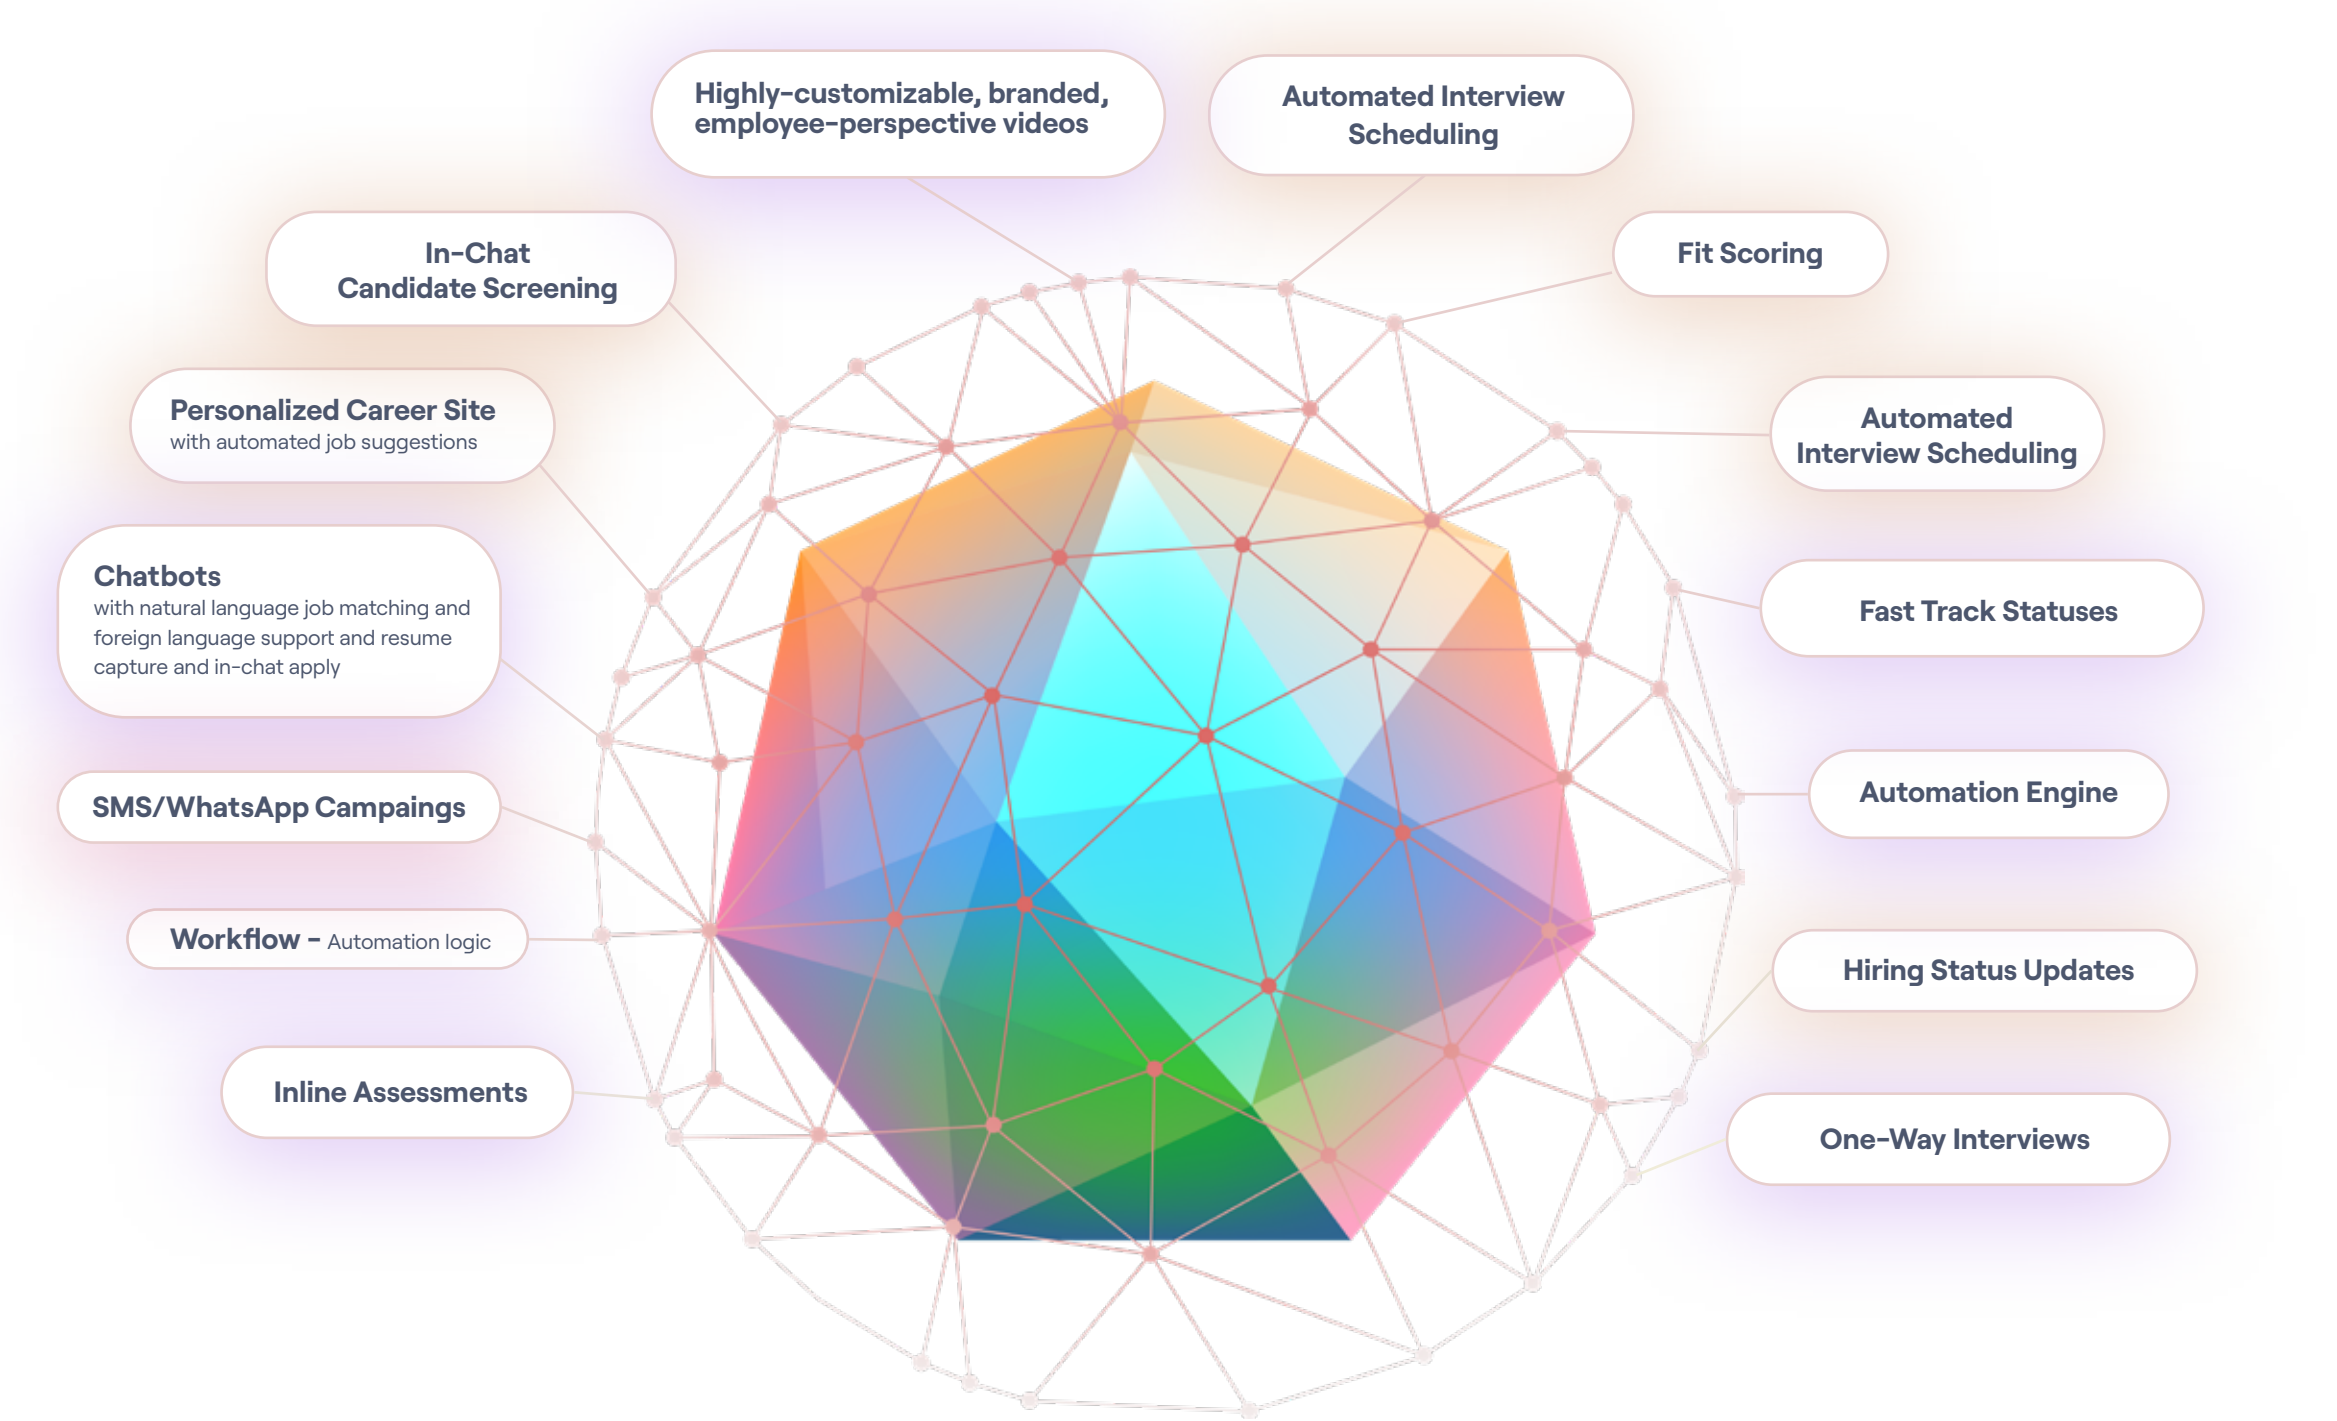 Highly-customizable, branded,
employee-perspective videos
Automated Interview
Scheduling
In-Chat
Candidate Screening
Fit Scoring
Personalized Career Site
with automated job suggestions
Automated
Interview Scheduling
Chatbots
with natural language job matching and
foreign language support and resume
capture and in-chat apply
Fast Track Statuses
SMS/WhatsApp Campaings
Automation Engine
Workflow - Automation logic
Hiring Status Updates
Inline Assessments
One-Way Interviews